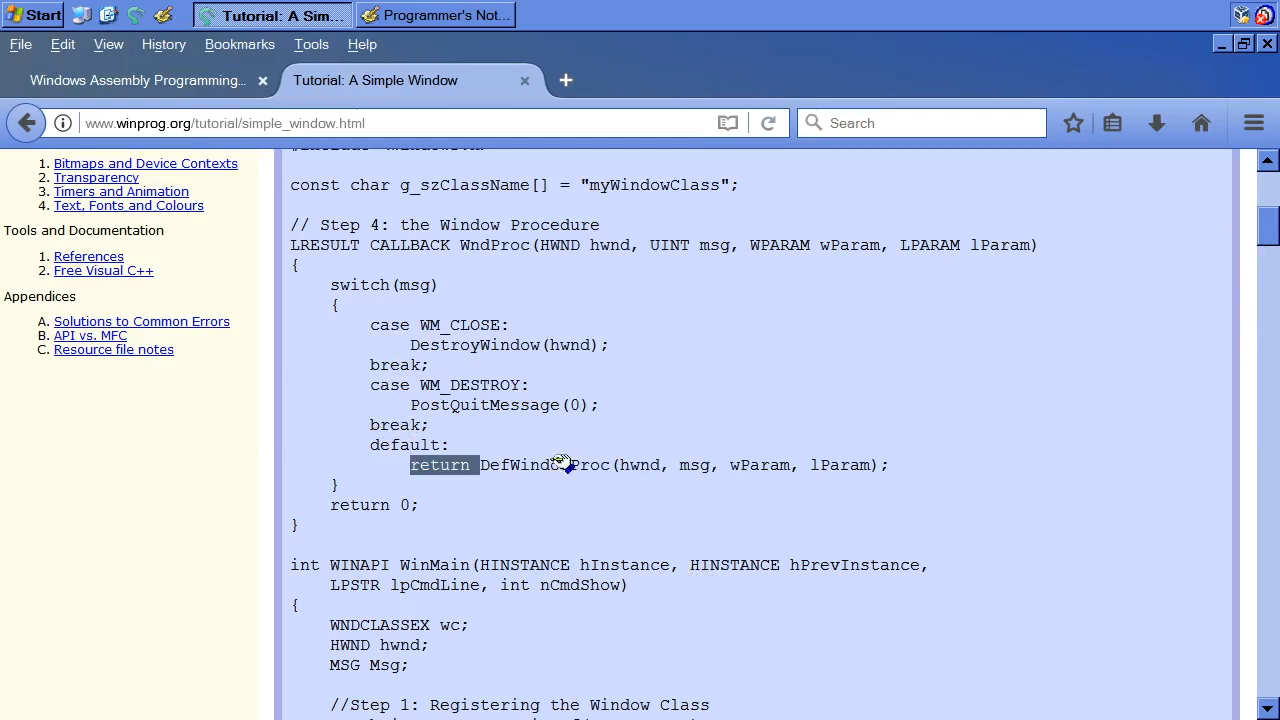 Start
Tutorial: A Sim...
Programmer's Not...
File Edit View History Bookmarks Tools Help
Windows Assembly Programming...
Tutorial: A Simple Window
www.winprog.org/tutorial/simple_window.html
Search
1. Bitmaps and Device Contexts
2. Transparency
3. Timers and Animation
4. Text, Fonts and Colours
Tools and Documentation
1. References
2. Free Visual C++
Appendices
A. Solutions to Common Errors
B. API vs. MFC
C. Resource file notes
const char g_szClassName[] = "myWindowClass";
// Step 4: the Window Procedure
LRESULT CALLBACK WndProc(HWND hwnd, UINT msg, WPARAM wParam, LPARAM lParam)
{
switch(msg)
{
case WM_CLOSE:
DestroyWindow(hwnd);
break;
case WM_DESTROY:
PostQuitMessage(0);
break;
default:
return DefWindowProc(hwnd, msg, wParam, lParam);
}
return 0;
}
int WINAPI WinMain(HINSTANCE hInstance, HINSTANCE hPrevInstance,
LPSTR lpCmdLine, int nCmdShow)
{
WNDCLASSEX wc;
HWND hwnd;
MSG Msg;
//Step 1: Registering the Window Class